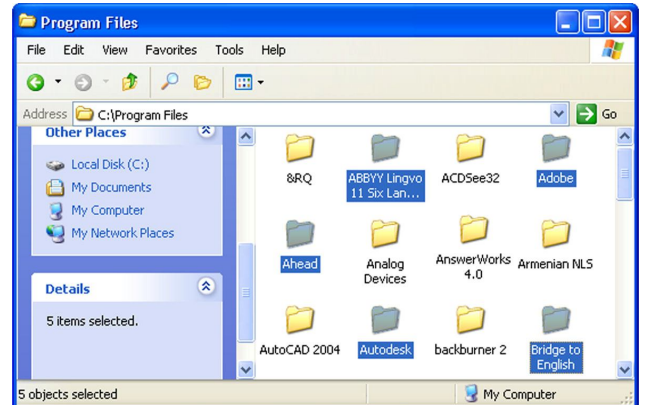 Program Files
File Edit View Favorites Tools Help
Address C:\Program Files Go
Other Places
Local Disk (C:)
My Documents
My Computer
My Network Places
Details
5 items selected.
&RQ
ABBYY Lingvo
11 Six Lan...
ACDSee32
Adobe
Ahead
Analog
Devices
AnswerWorks
4.0
Armenian NLS
AutoCAD 2004
Autodesk
backburner 2
Bridge to
English
5 objects selected
My Computer